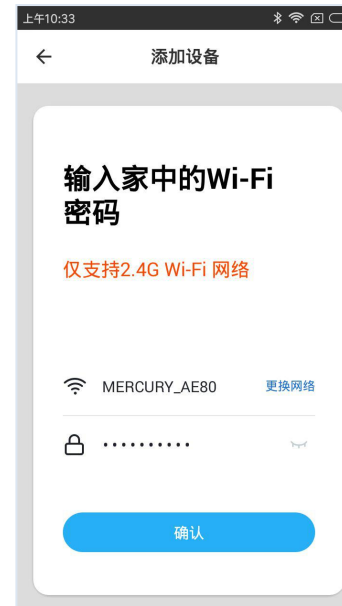 上午10:33
添加设备
输入家中的Wi-Fi
密码
仅支持2.4G Wi-Fi 网络
MERCURY_AE80
更换网络
••••••••••
确认